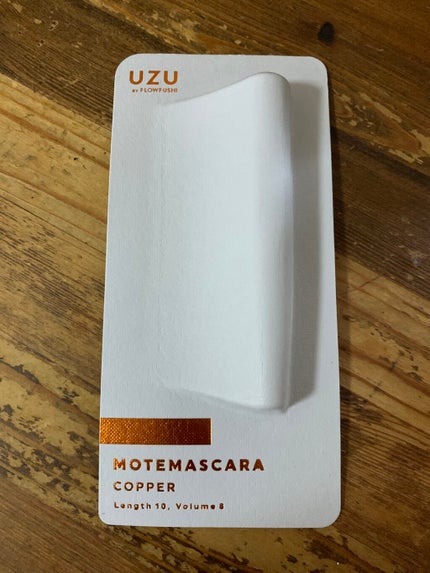 UZU
BY FLOWFUSHI
MOTEMASCARA
COPPER
Length 10, Volume 8